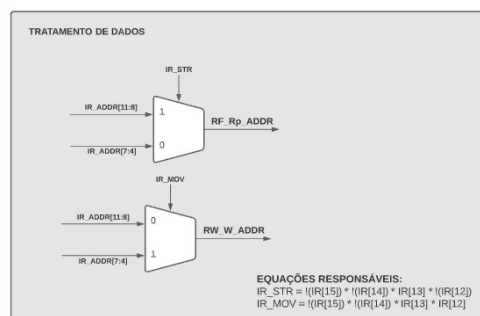 TRATAMENTO DE DADOS
IR_STR
IR_ADDR[11:8]
1
RF_Rp_ADDR
0
IR_ADDR[7:4]
IR_MOV
IR_ADDR[11:8]
0
RW_W_ADDR
1
IR_ADDR[7:4]
EQUAÇÕES RESPONSÁVEIS:
IR_STR = !(IR[15]) * !(IR[14]) * IR[13] * !(IR[12])
IR_MOV = !(IR[15]) * !(IR[14]) * IR[13] * IR[12]